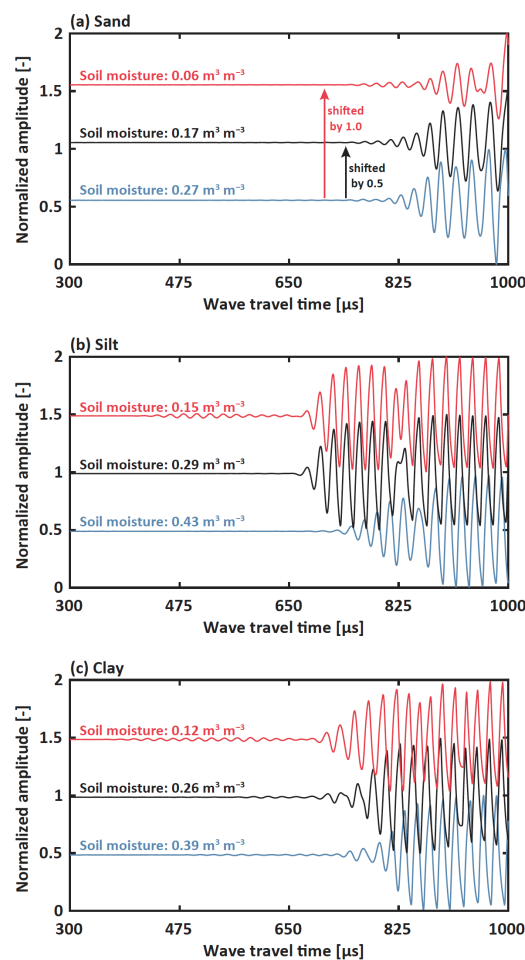 (a) Sand
2
Soil moisture: 0.06 m³ m⁻³
1.5
shifted
by 1.0
Soil moisture: 0.17 m³ m⁻³
1
shifted
by 0.5
Soil moisture: 0.27 m³ m⁻³
0.5
0
300 475 650 825 1000
Wave travel time [µs]
Normalized amplitude [-]
(b) Silt
2
Soil moisture: 0.15 m³ m⁻³
1.5
Soil moisture: 0.29 m³ m⁻³
1
Soil moisture: 0.43 m³ m⁻³
0.5
0
300 475 650 825 1000
Wave travel time [µs]
Normalized amplitude [-]
(c) Clay
2
Soil moisture: 0.12 m³ m⁻³
1.5
Soil moisture: 0.26 m³ m⁻³
1
Soil moisture: 0.39 m³ m⁻³
0.5
0
300 475 650 825 1000
Wave travel time [µs]
Normalized amplitude [-]